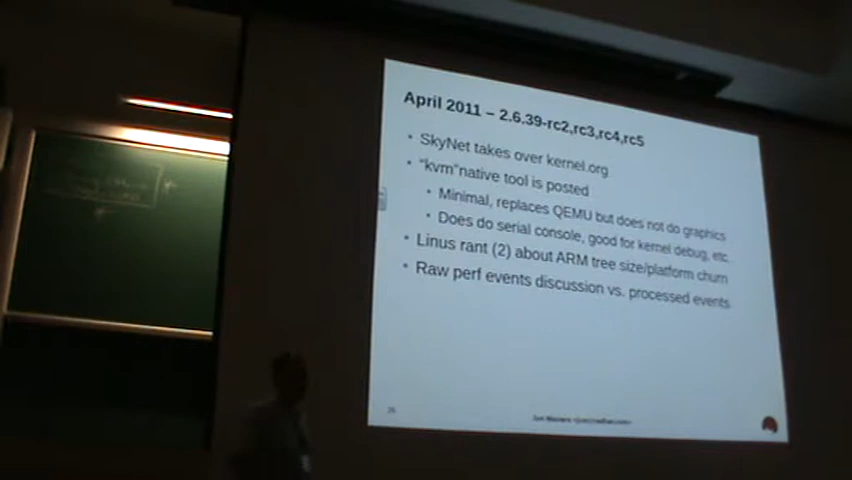 April 2011 – 2.6.39-rc2,rc3,rc4,rc5
• SkyNet takes over kernel.org
• "kvm"native tool is posted
• Minimal, replaces QEMU but does not do graphics
• Does do serial console, good for kernel debug, etc.
• Linus rant (2) about ARM tree size/platform churn
• Raw perf events discussion vs. processed events